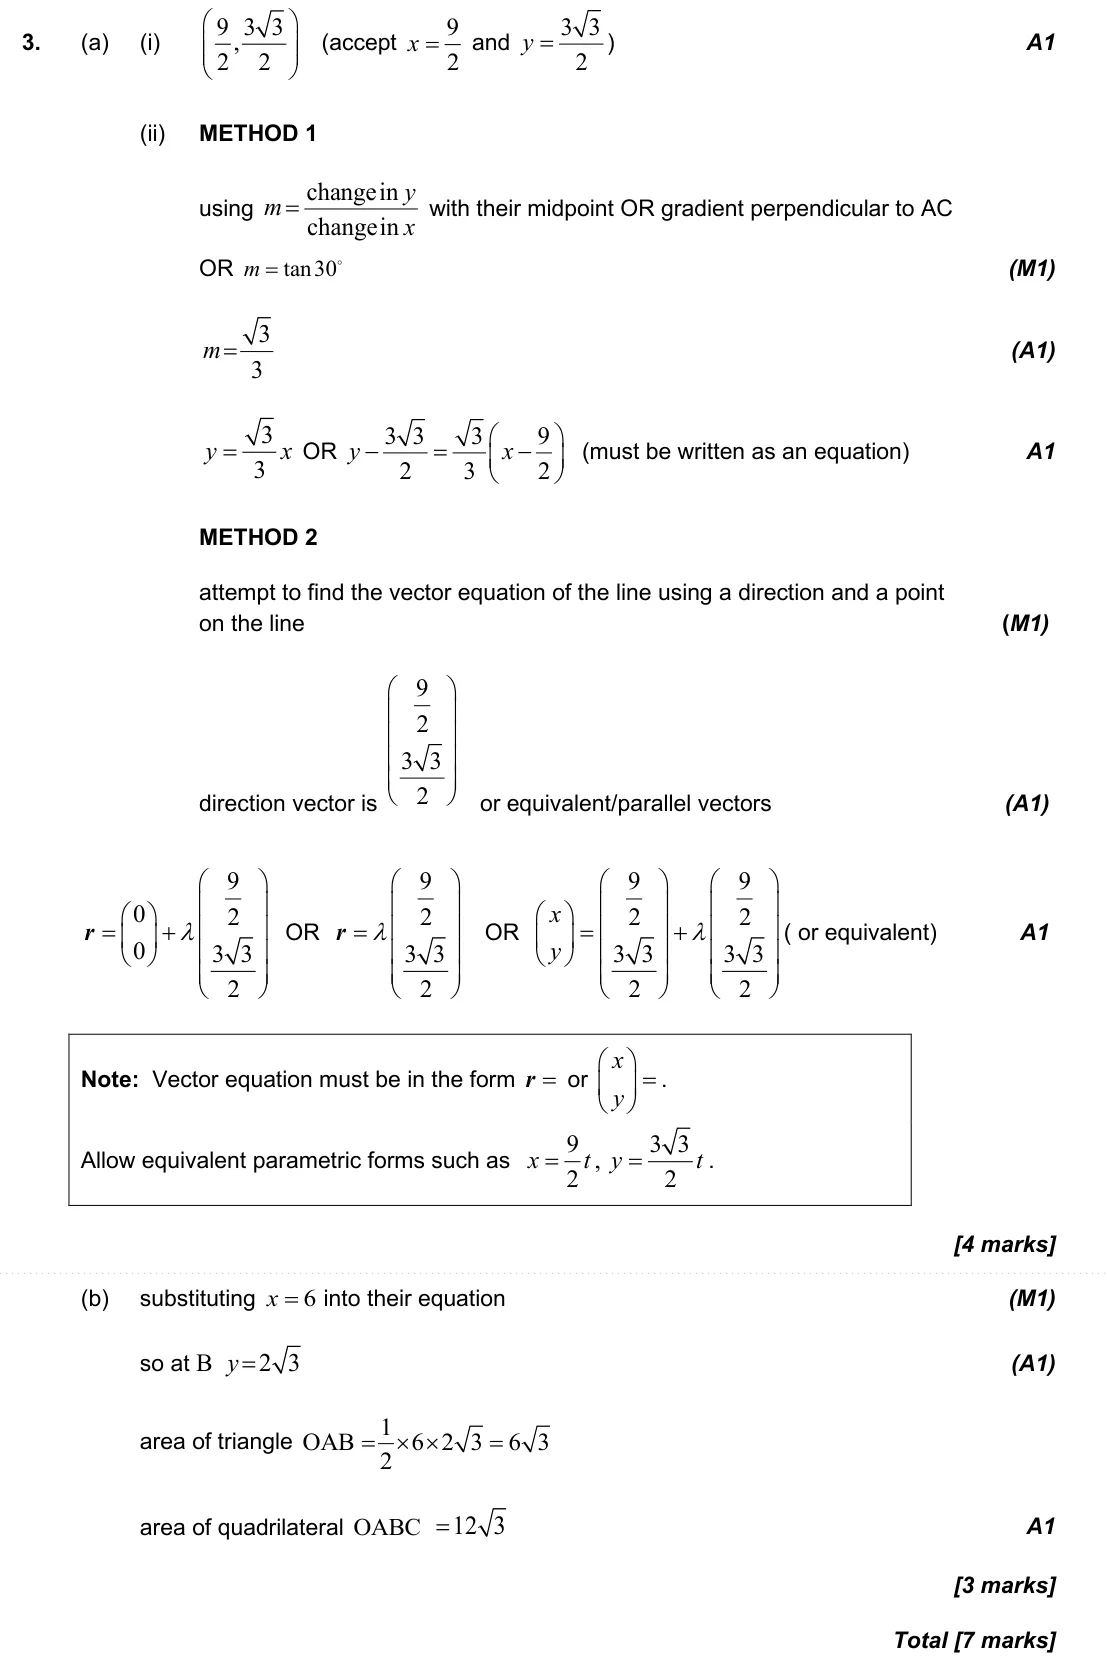 3. (a) (i) (9/2, 3√3/2) (accept x = 9/2 and y = 3√3/2) A1
(ii) METHOD 1
using m = change in y / change in x with their midpoint OR gradient perpendicular to AC
OR m = tan 30° (M1)
m = √3/3 (A1)
y = √3/3 x OR y − 3√3/2 = √3/3 (x − 9/2) (must be written as an equation) A1
METHOD 2
attempt to find the vector equation of the line using a direction and a point
on the line (M1)
direction vector is (9/2, 3√3/2) or equivalent/parallel vectors (A1)
r = (0, 0) + λ (9/2, 3√3/2) OR r = λ (9/2, 3√3/2) OR (x, y) = (9/2, 3√3/2) + λ (9/2, 3√3/2) ( or equivalent) A1
Note: Vector equation must be in the form r = or (x, y) = .
Allow equivalent parametric forms such as x = 9/2 t, y = 3√3/2 t.
[4 marks]
(b) substituting x = 6 into their equation (M1)
so at B y = 2√3 (A1)
area of triangle OAB = 1/2 × 6 × 2√3 = 6√3
area of quadrilateral OABC = 12√3 A1
[3 marks]
Total [7 marks]